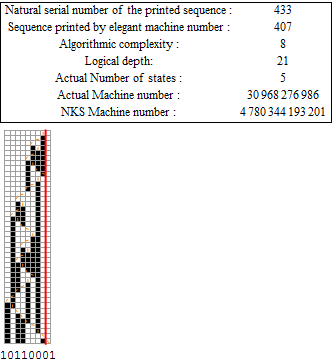 Natural serial number of the printed sequence : 433
Sequence printed by elegant machine number : 407
Algorithmic complexity : 8
Logical depth: 21
Actual Number of states : 5
Actual Machine number : 30 968 276 986
NKS Machine number : 4 780 344 193 201
10110001